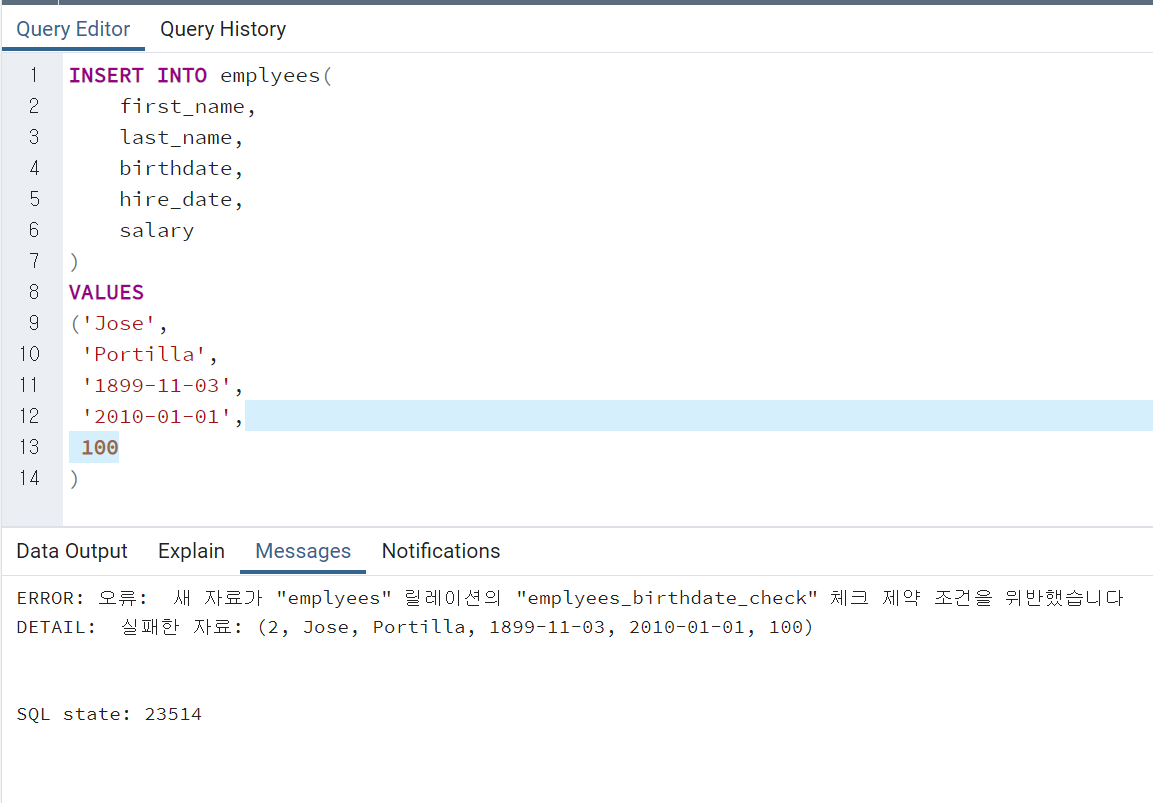 Query Editor Query History
1 INSERT INTO emplyees(
2 first_name,
3 last_name,
4 birthdate,
5 hire_date,
6 salary
7 )
8 VALUES
9 ('Jose',
10 'Portilla',
11 '1899-11-03',
12 '2010-01-01',
13 100
14 )
Data Output Explain Messages Notifications
ERROR: 오류:  새 자료가 "emplyees" 릴레이션의 "emplyees_birthdate_check" 체크 제약 조건을 위반했습니다
DETAIL:  실패한 자료: (2, Jose, Portilla, 1899-11-03, 2010-01-01, 100)
SQL state: 23514